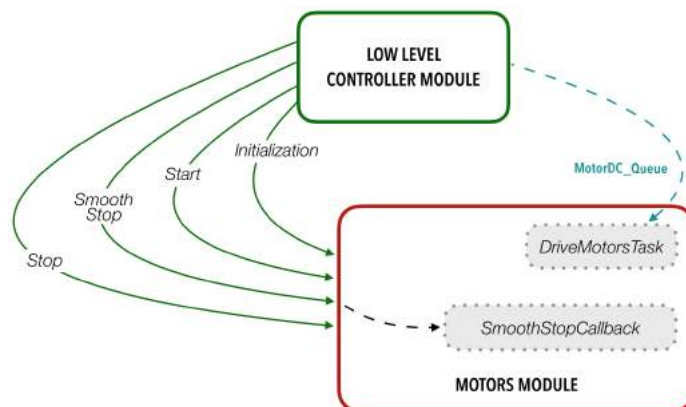 LOW LEVEL
CONTROLLER MODULE
Initialization
Start
Smooth
Stop
Stop
MotorDC_Queue
DriveMotorsTask
SmoothStopCallback
MOTORS MODULE